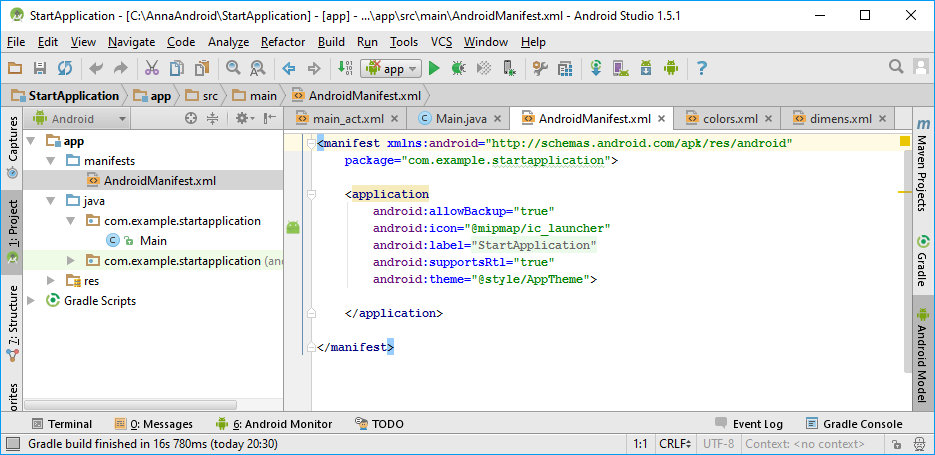 StartApplication - [C:\AnnaAndroid\StartApplication] - [app] - ...\app\src\main\AndroidManifest.xml - Android Studio 1.5.1
File Edit View Navigate Code Analyze Refactor Build Run Tools VCS Window Help
app
StartApplication app src main AndroidManifest.xml
Android
main_act.xml Main.java AndroidManifest.xml colors.xml dimens.xml
Captures
1: Project
7: Structure
orites
app
manifests
AndroidManifest.xml
java
com.example.startapplication
Main
com.example.startapplication (and
res
Gradle Scripts
<manifest xmlns:android="http://schemas.android.com/apk/res/android"
package="com.example.startapplication">
<application
android:allowBackup="true"
android:icon="@mipmap/ic_launcher"
android:label="StartApplication"
android:supportsRtl="true"
android:theme="@style/AppTheme">
</application>
</manifest>
m
Maven Projects
Gradle
Android Model
Terminal 0: Messages 6: Android Monitor TODO Event Log Gradle Console
Gradle build finished in 16s 780ms (today 20:30) 1:1 CRLF UTF-8 Context: <no context>